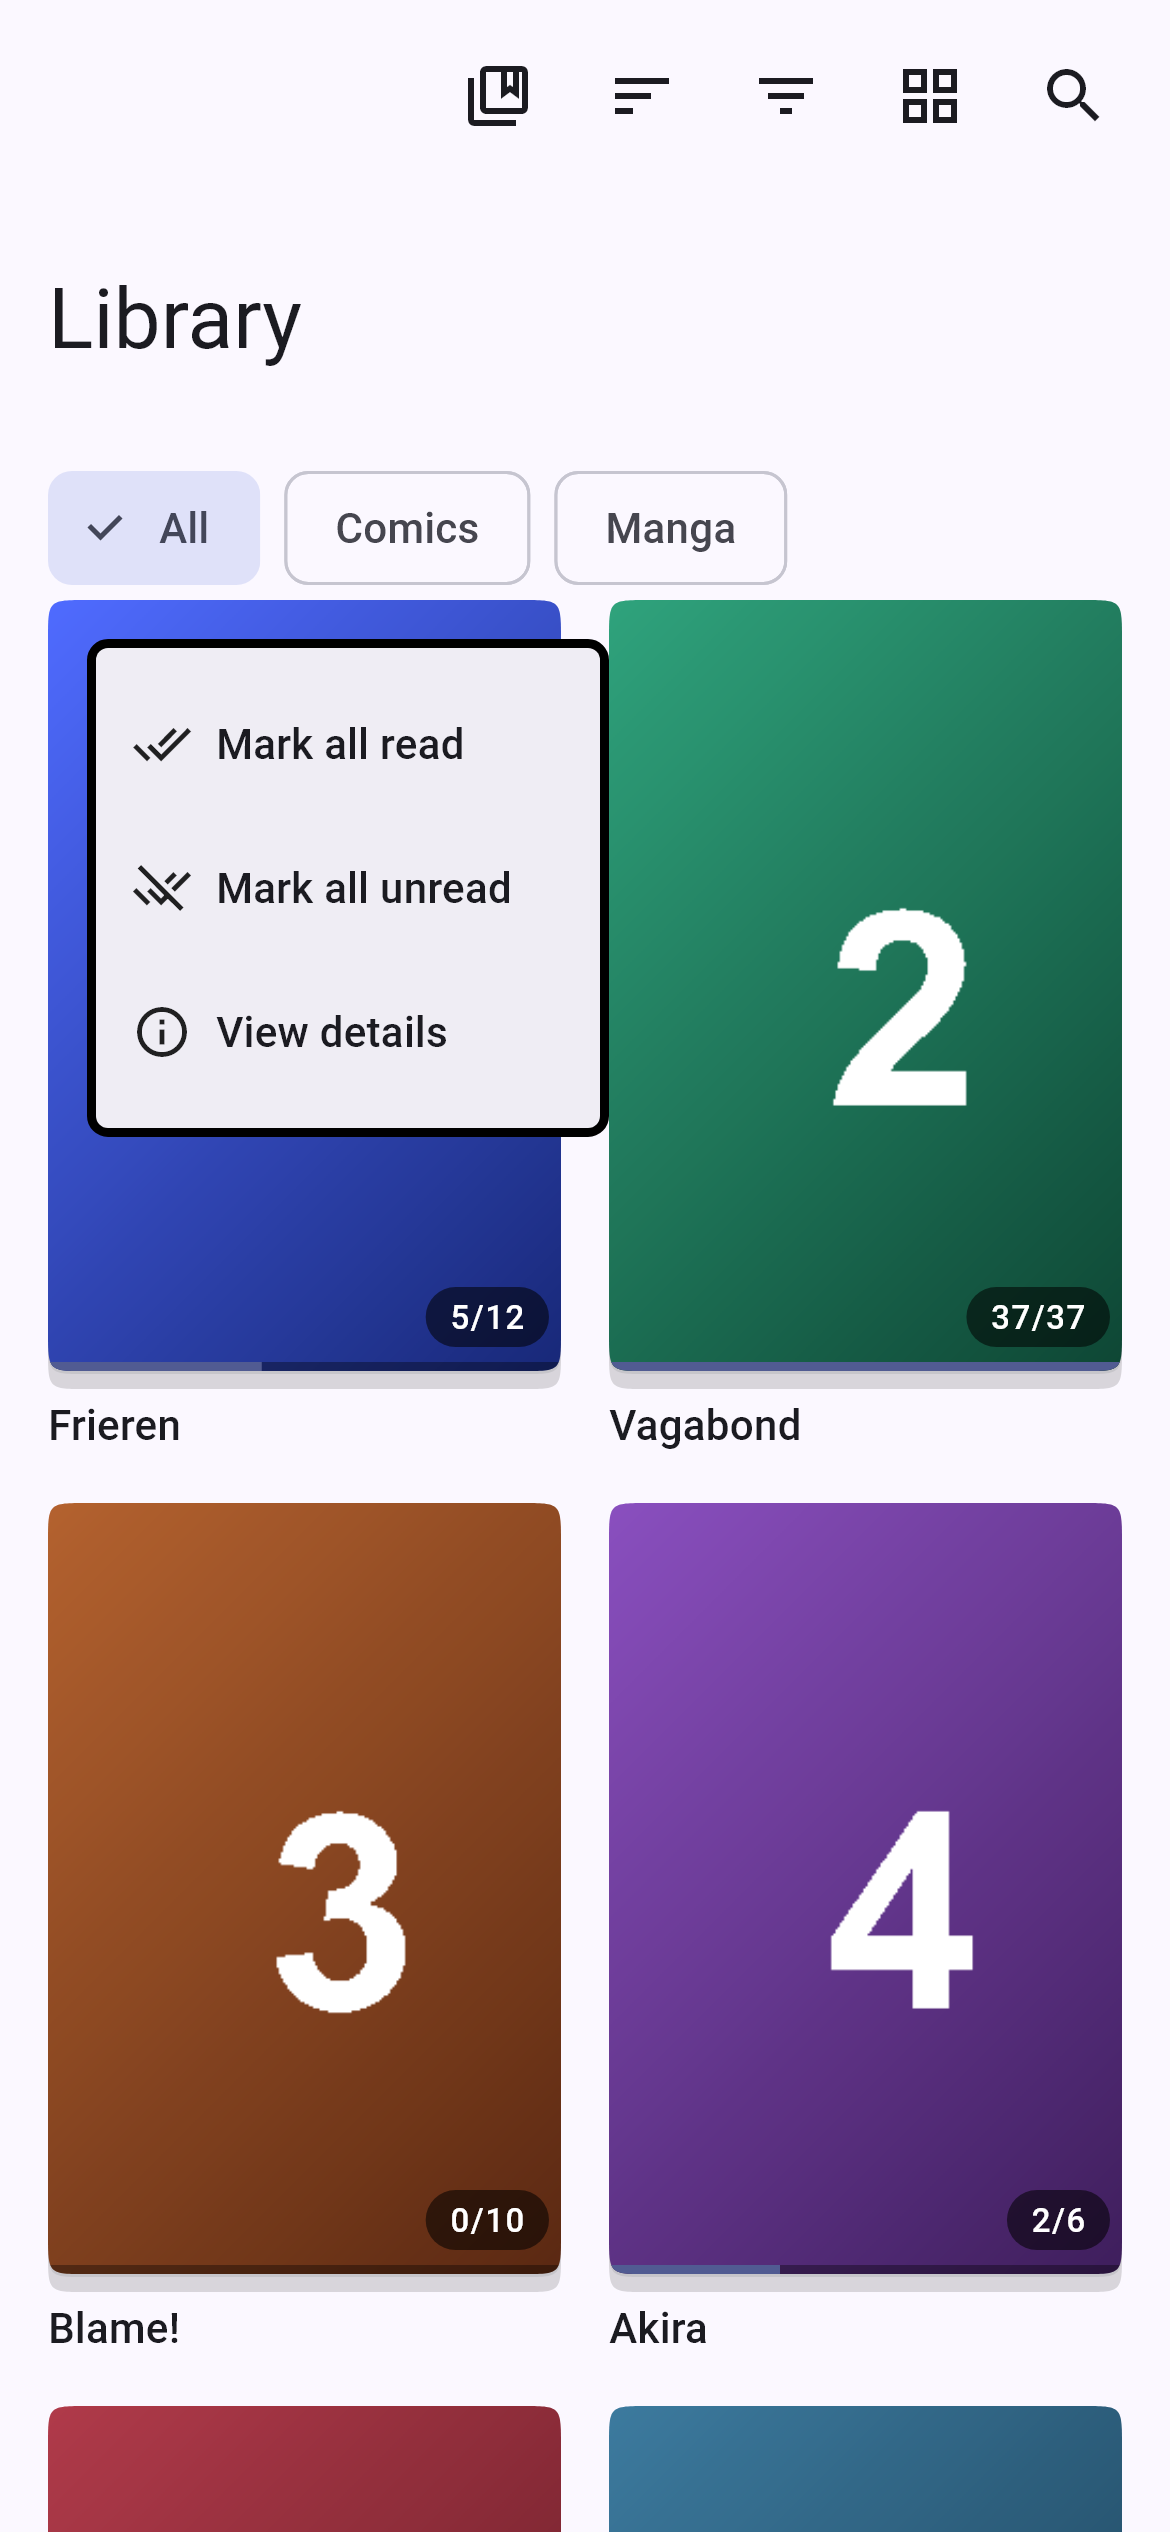 Library
All
Comics
Manga
Mark all read
Mark all unread
View details
2
5/12
37/37
Frieren
Vagabond
3
4
0/10
2/6
Blame!
Akira